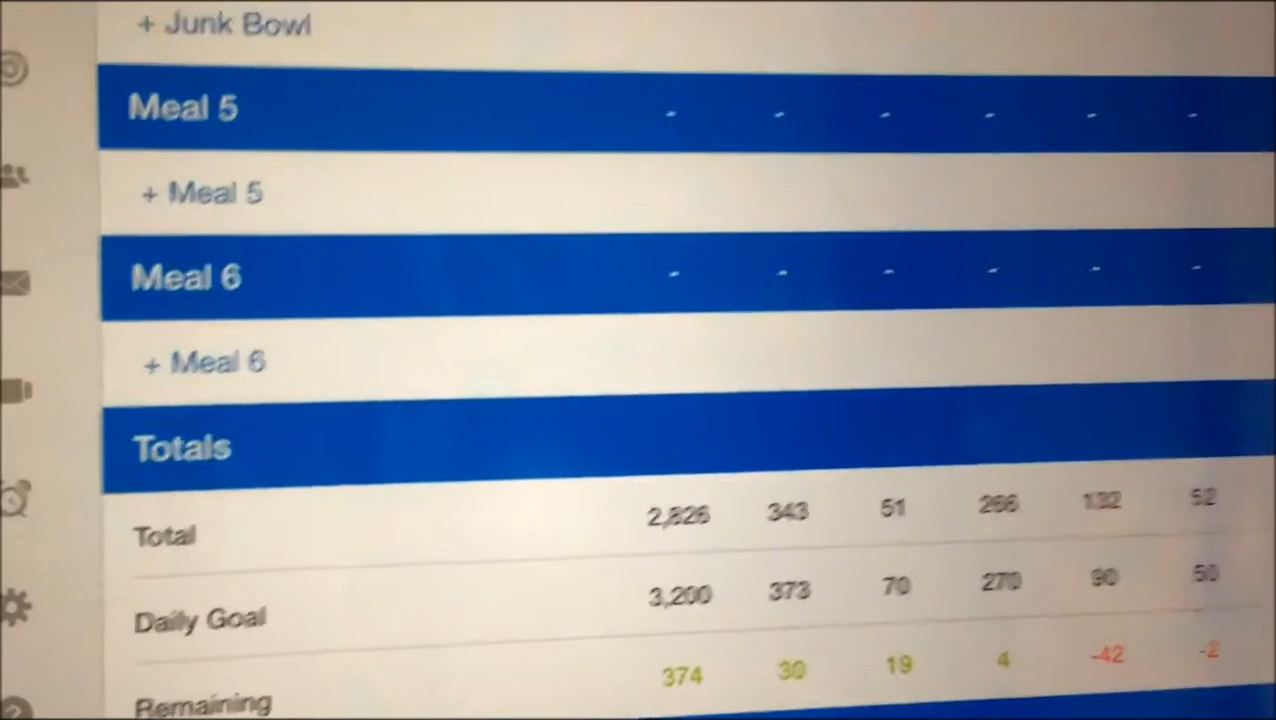 + Junk Bowl
Meal 5 - - - - - -
+ Meal 5
Meal 6 - - - - - -
+ Meal 6
Totals
Total 2,826 343 51 266 132 52
Daily Goal 3,200 373 70 270 90 50
Remaining 374 30 19 4 -42 -2